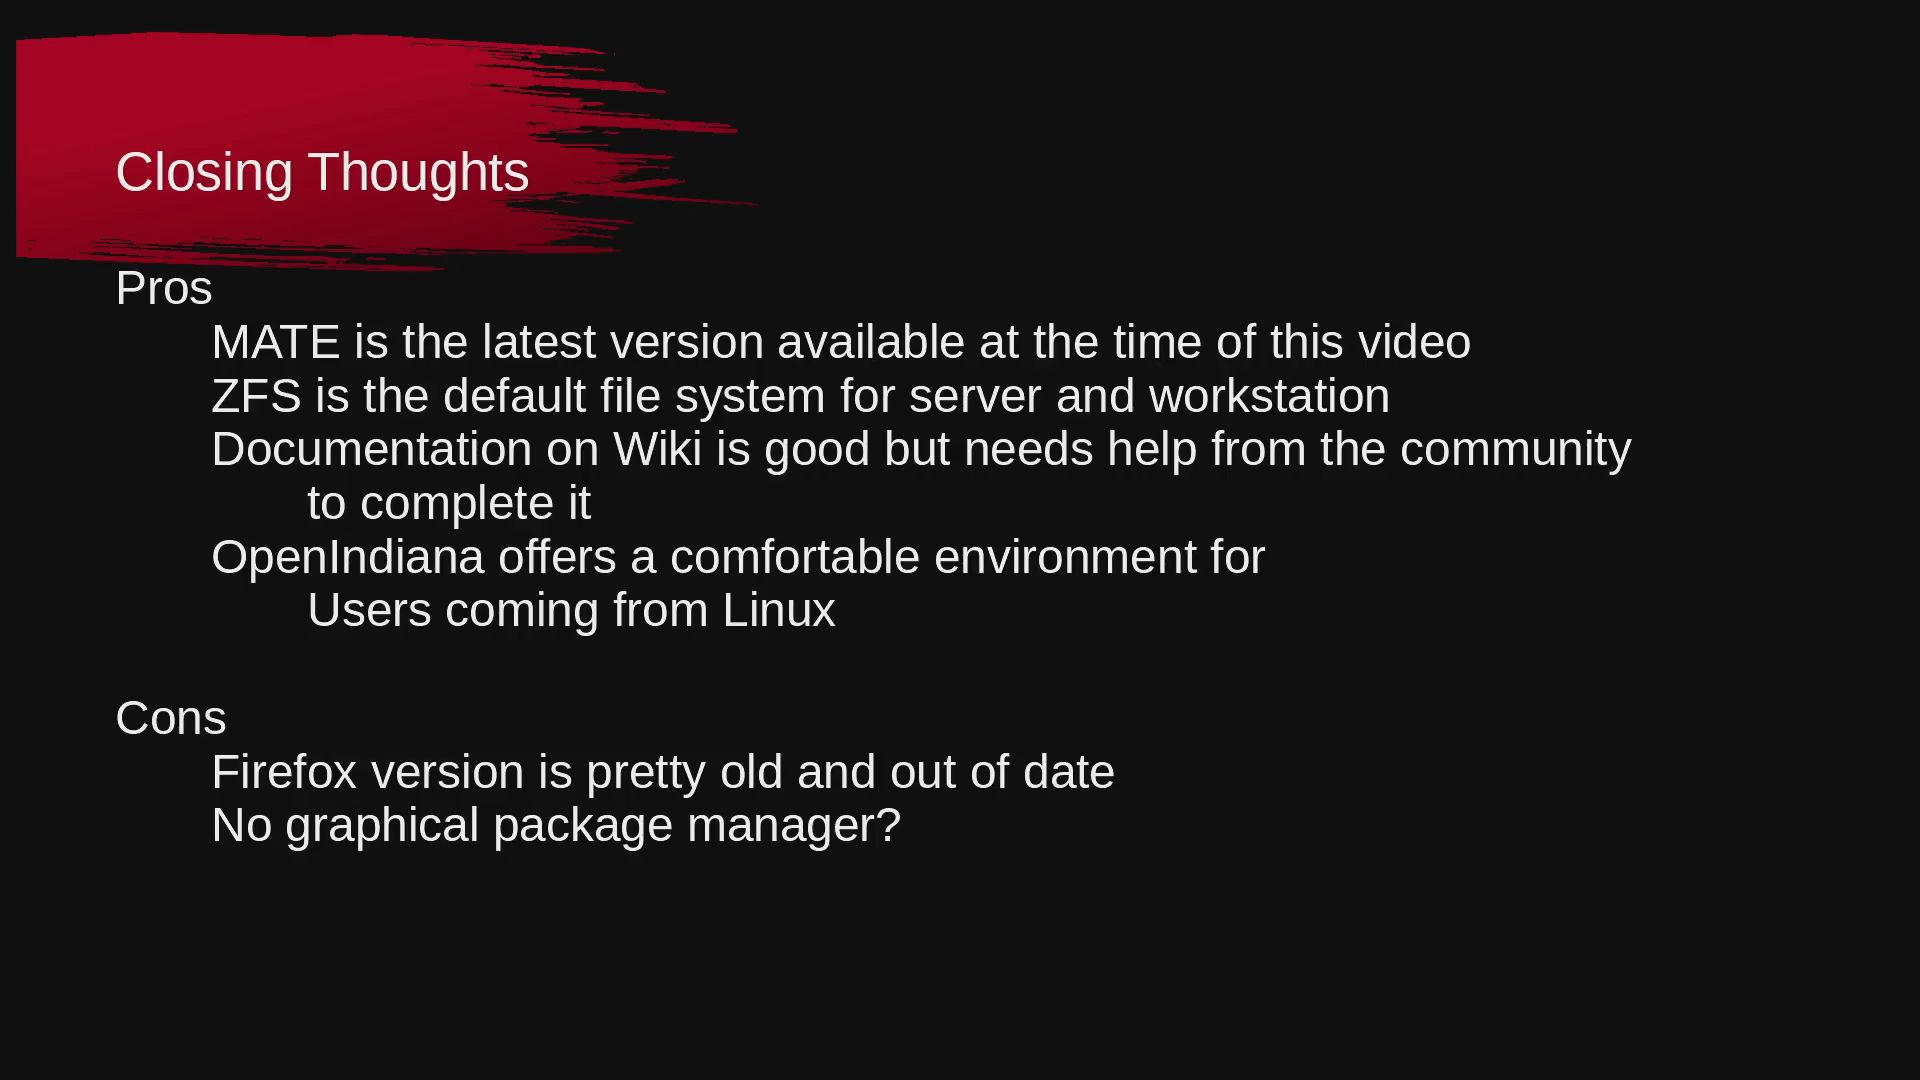 Closing Thoughts
Pros
MATE is the latest version available at the time of this video
ZFS is the default file system for server and workstation
Documentation on Wiki is good but needs help from the community
to complete it
OpenIndiana offers a comfortable environment for
Users coming from Linux
Cons
Firefox version is pretty old and out of date
No graphical package manager?